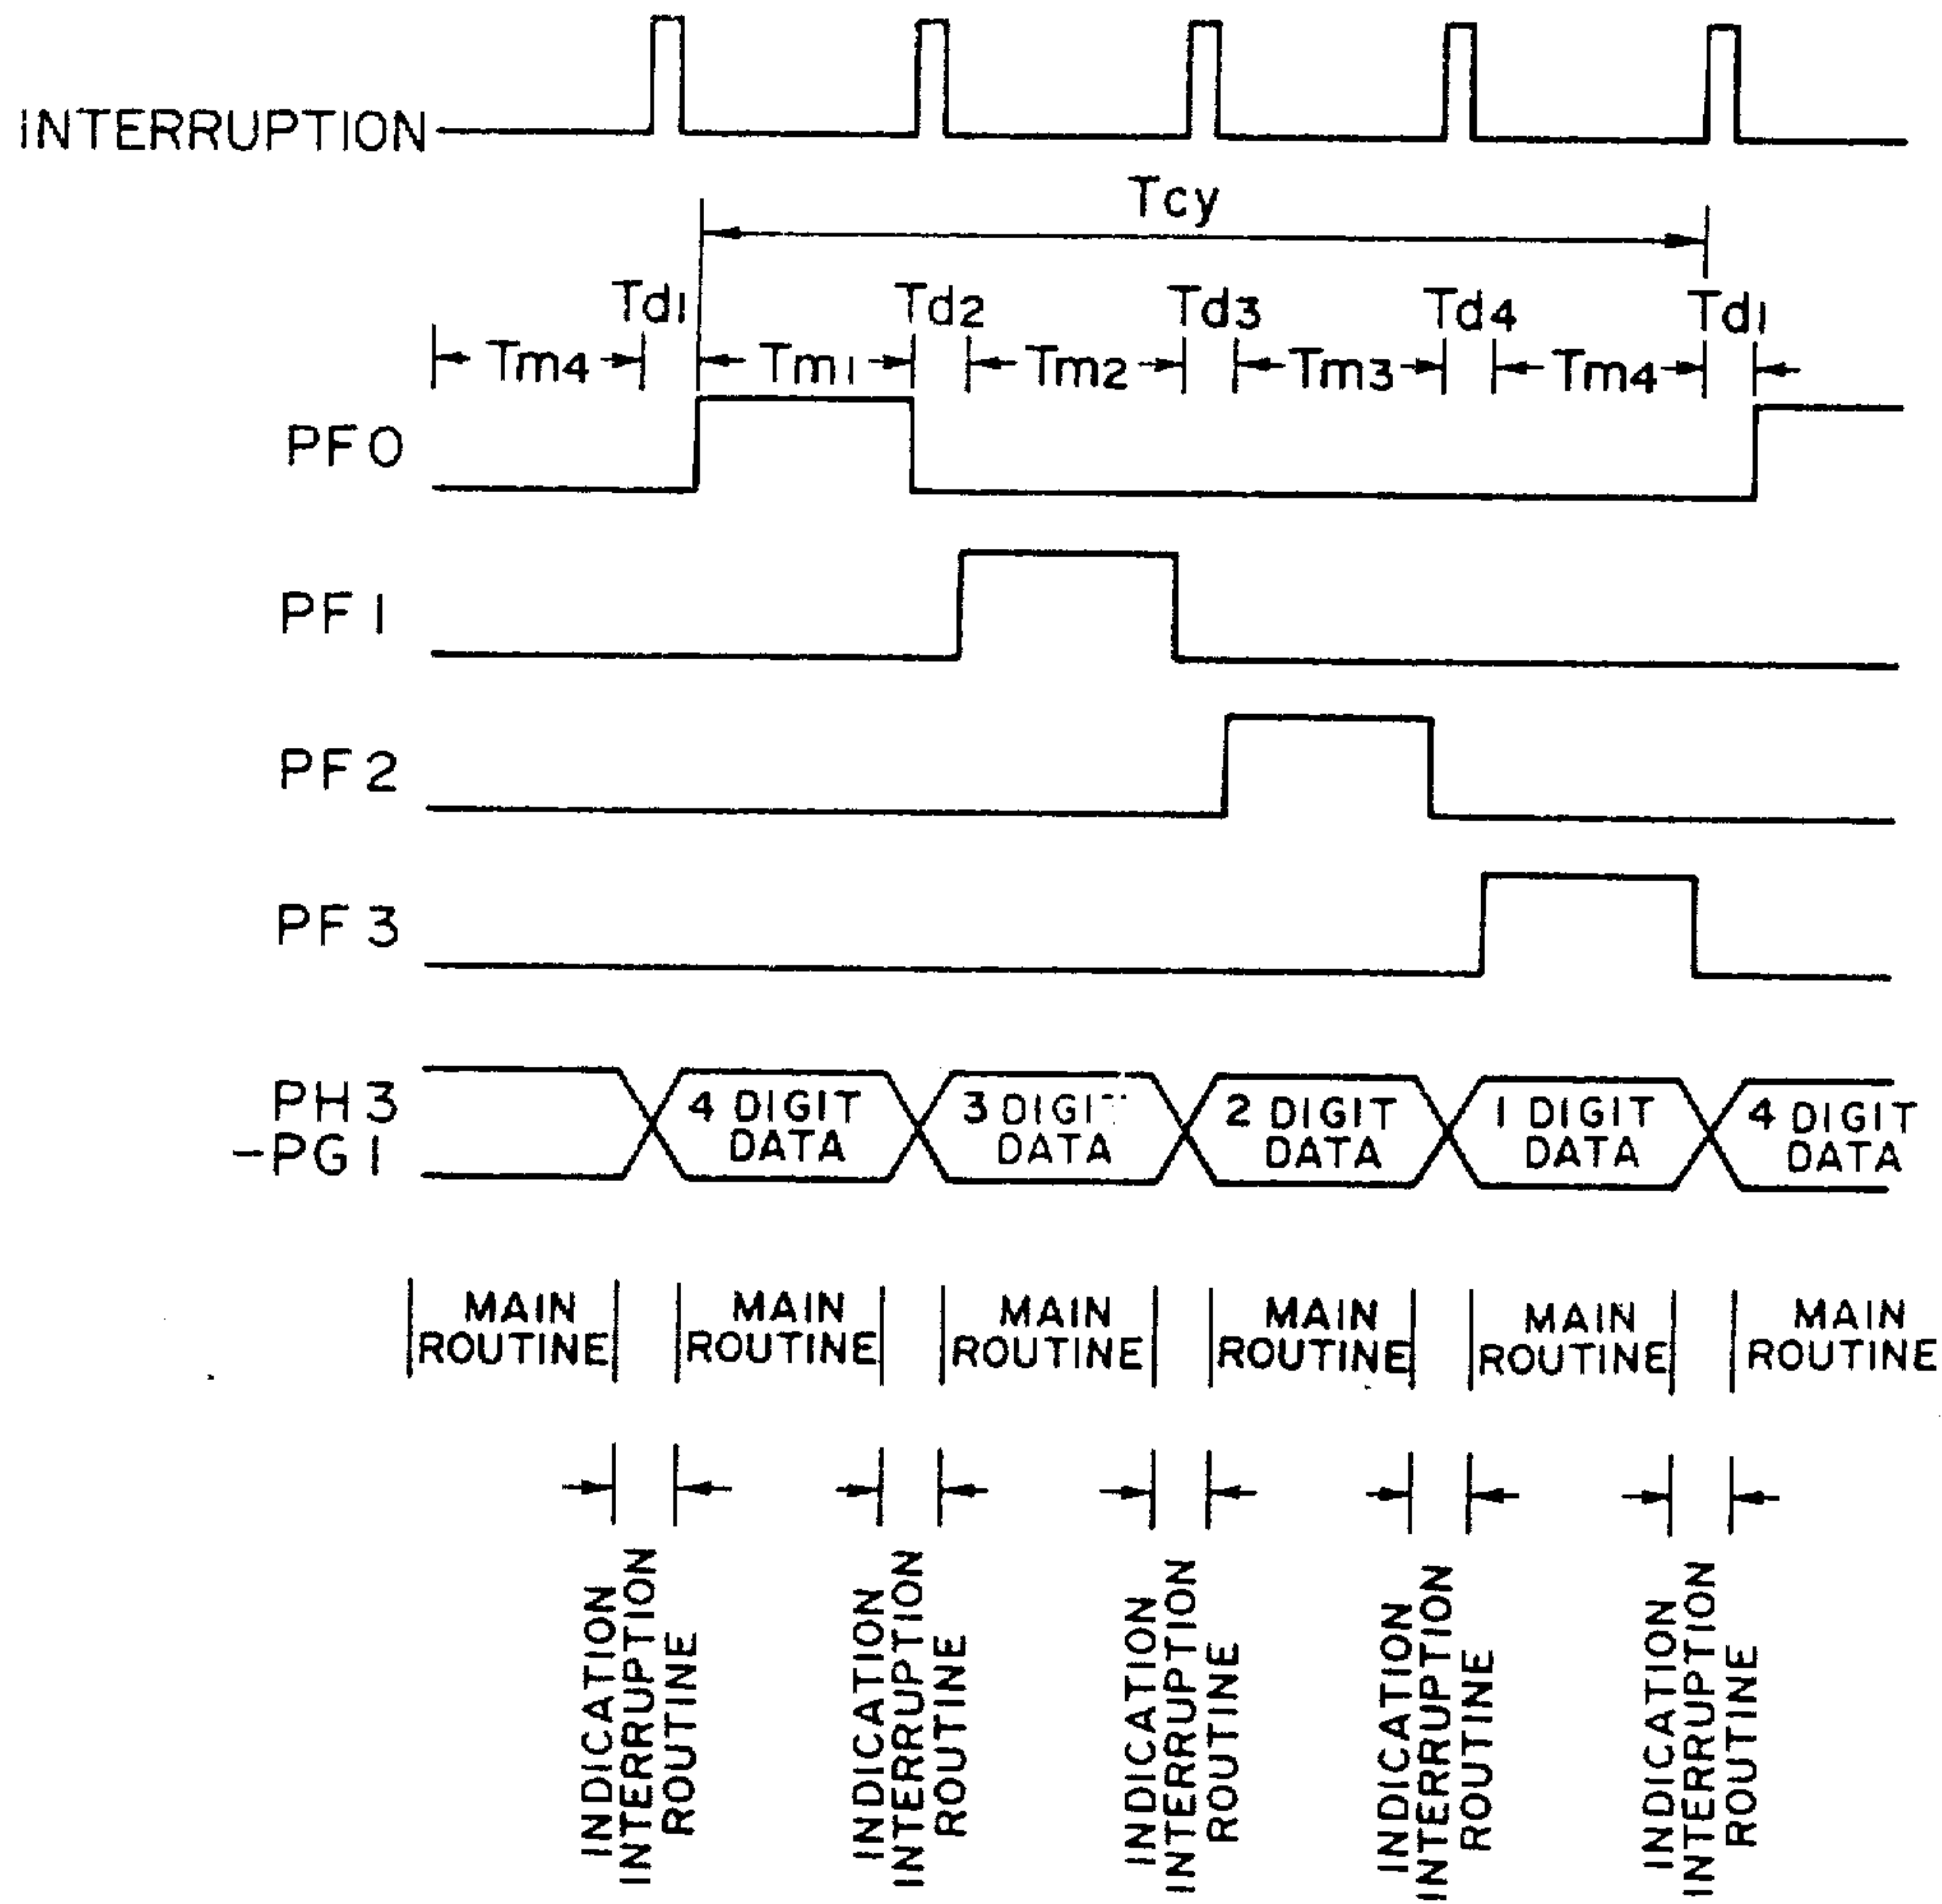 INTERRUPTION
Tcy
Td1 Td2 Td3 Td4 Td1
Tm4 Tm1 Tm2 Tm3 Tm4
PF0
PF1
PF2
PF3
PH3
-PG1
4 DIGIT
DATA
3 DIGIT
DATA
2 DIGIT
DATA
1 DIGIT
DATA
4 DIGIT
DATA
MAIN
ROUTINE
MAIN
ROUTINE
MAIN
ROUTINE
MAIN
ROUTINE
MAIN
ROUTINE
MAIN
ROUTINE
INDICATION
INTERRUPTION
ROUTINE
INDICATION
INTERRUPTION
ROUTINE
INDICATION
INTERRUPTION
ROUTINE
INDICATION
INTERRUPTION
ROUTINE
INDICATION
INTERRUPTION
ROUTINE